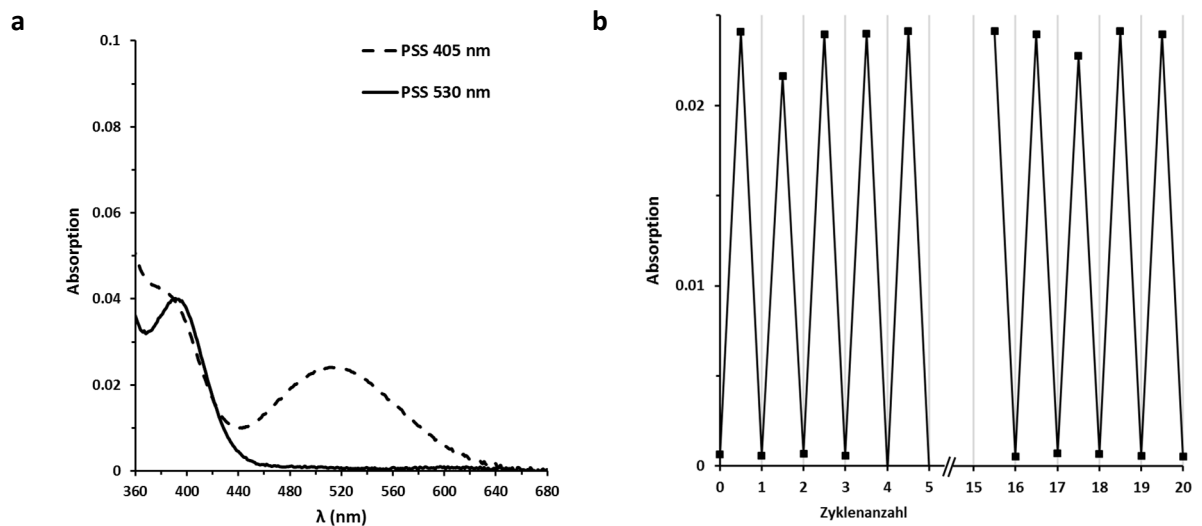 a
0.1
0.08
0.06
0.04
0.02
0
Absorption
360 400 440 480 520 560 600 640 680
λ (nm)
PSS 405 nm
PSS 530 nm
b
0.02
0.01
0
Absorption
0 1 2 3 4 5 15 16 17 18 19 20
Zyklenanzahl